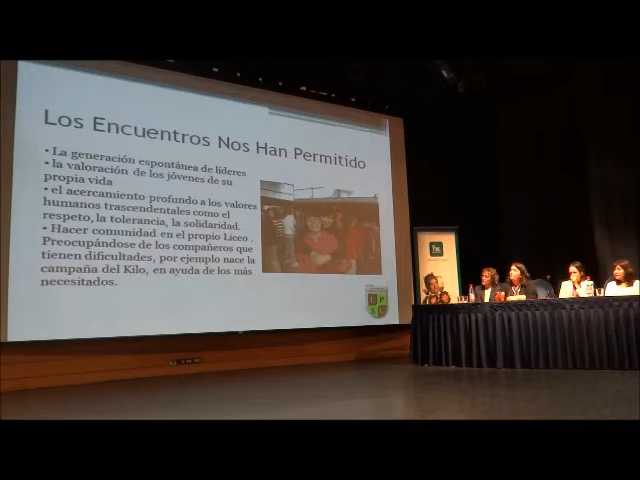 Los Encuentros Nos Han Permitido
• La generación espontánea de líderes
• la valoración de los jóvenes de su
propia vida
• el acercamiento profundo a los valores
humanos trascendentales como el
respeto, la tolerancia, la solidaridad.
• Hacer comunidad en el propio Liceo .
Preocupándose de los compañeros que
tienen dificultades, por ejemplo nace la
campaña del Kilo, en ayuda de los más
necesitados.